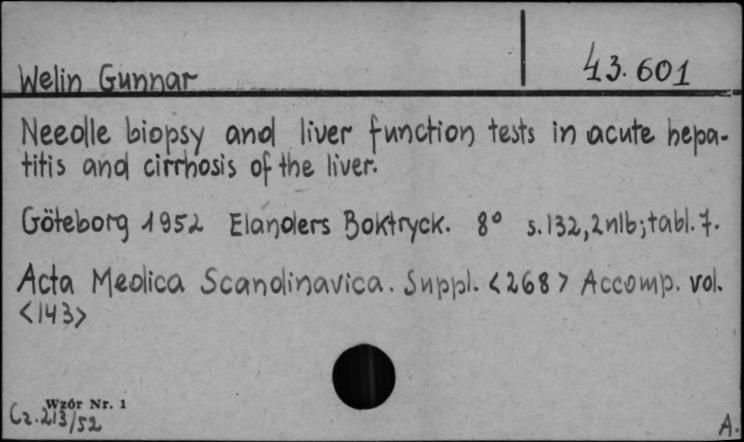 Welin Gunnar
43.601
Needle biopsy and liver function tests in acute hepa-
titis and cirrhosis of the liver.
Göteborg 1952 Elanders Boktryck. 8° s.132,2nlb;tabl.7.
Acta Medica Scandinavica. Suppl. <268> Accomp. vol.
<143>
Wzór Nr. 1
Cz.213/52
A.